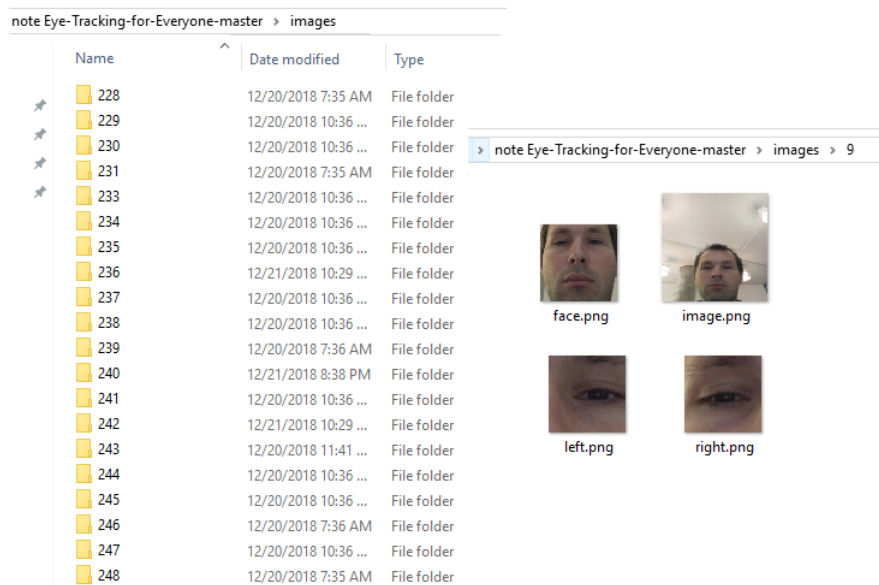 note Eye-Tracking-for-Everyone-master > images
Name Date modified Type
228 12/20/2018 7:35 AM File folder
229 12/20/2018 10:36 ... File folder
230 12/20/2018 10:36 ... File folder
231 12/20/2018 7:35 AM File folder
233 12/20/2018 10:36 ... File folder
234 12/20/2018 10:36 ... File folder
235 12/20/2018 10:36 ... File folder
236 12/21/2018 10:29 ... File folder
237 12/20/2018 10:36 ... File folder
238 12/20/2018 10:36 ... File folder
239 12/20/2018 7:36 AM File folder
240 12/21/2018 8:38 PM File folder
241 12/20/2018 10:36 ... File folder
242 12/21/2018 10:29 ... File folder
243 12/20/2018 11:41 ... File folder
244 12/20/2018 10:36 ... File folder
245 12/20/2018 10:36 ... File folder
246 12/20/2018 7:36 AM File folder
247 12/20/2018 10:36 ... File folder
248 12/20/2018 7:35 AM File folder
> note Eye-Tracking-for-Everyone-master > images > 9
face.png image.png
left.png right.png